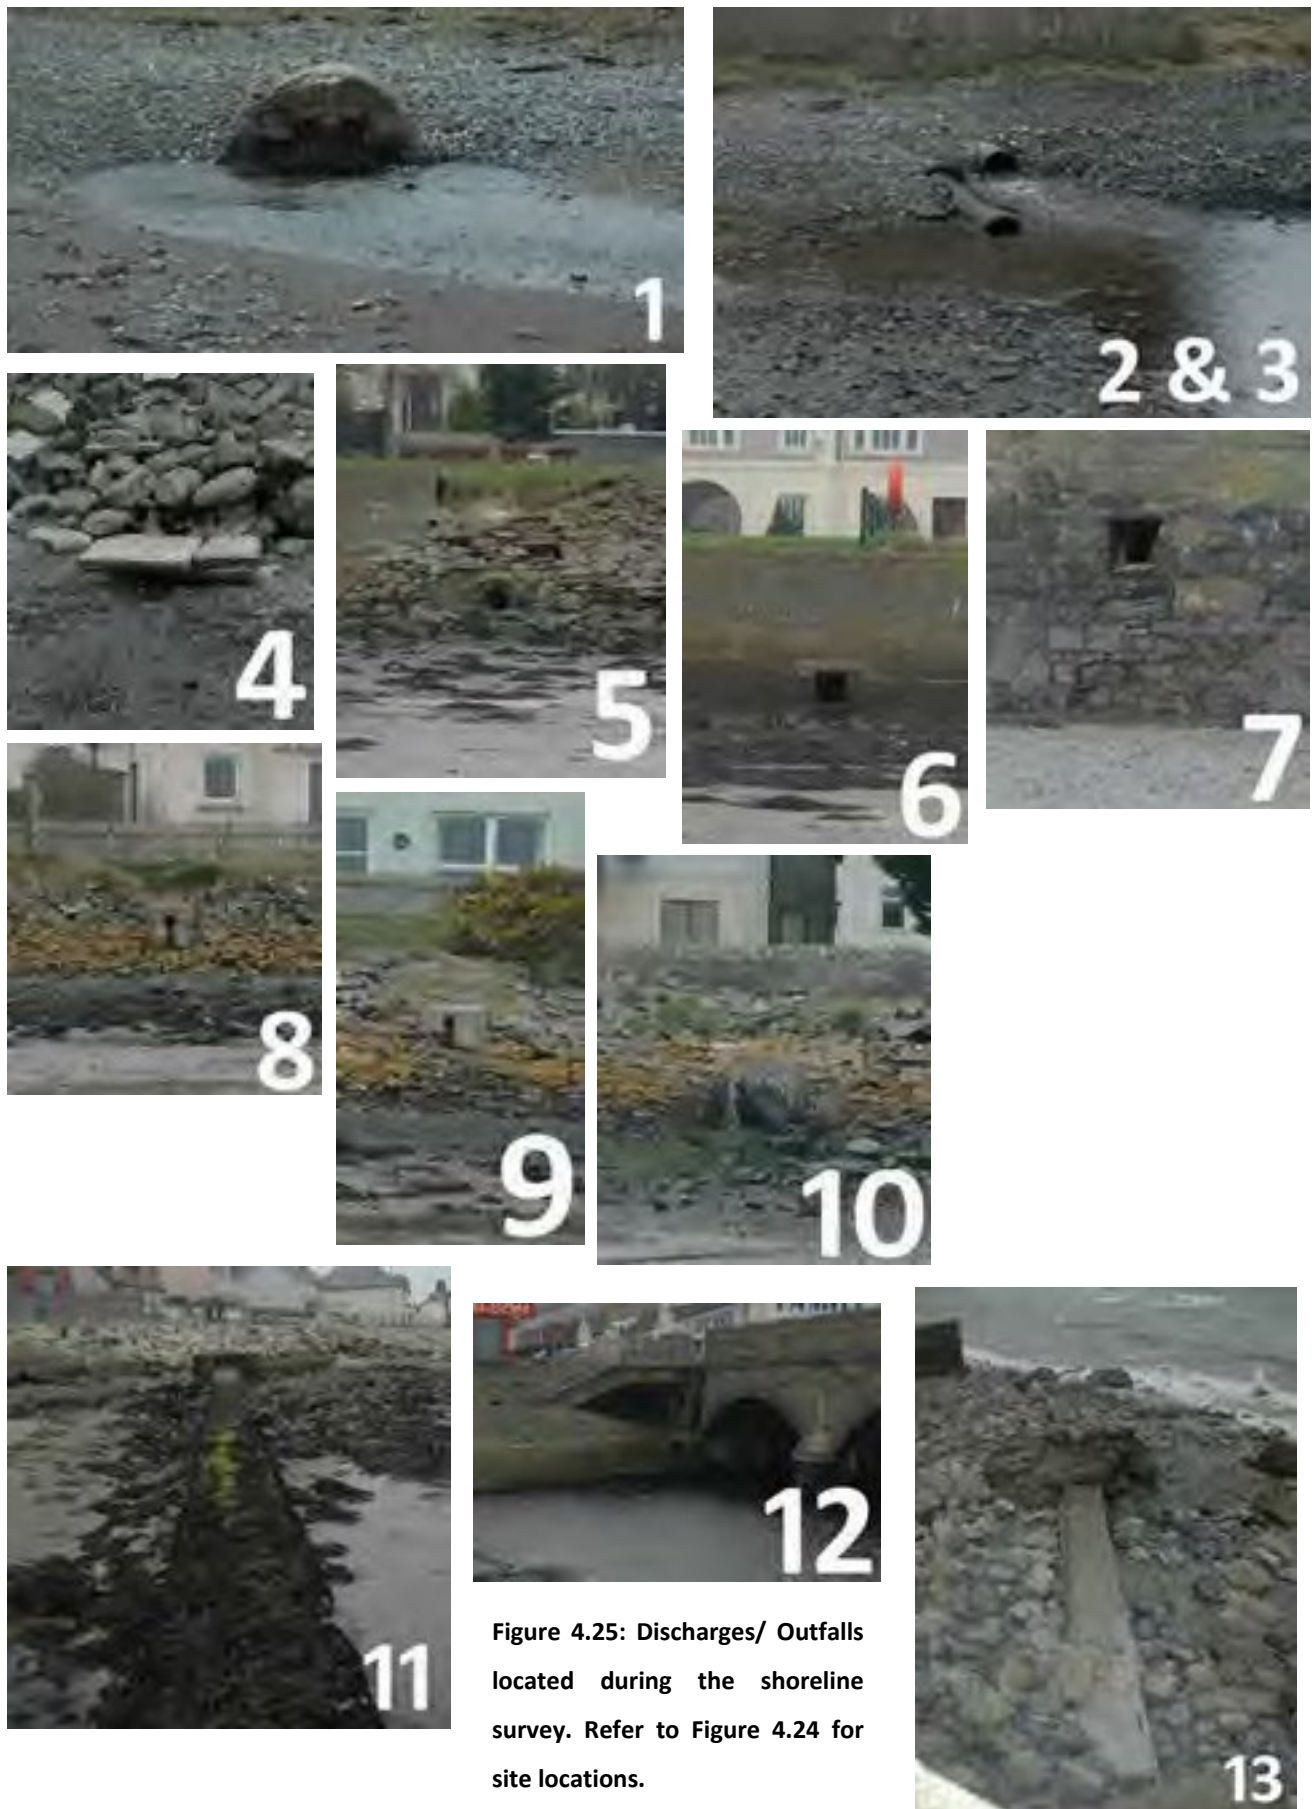 1
2 & 3
4
5
6
7
8
9
10
11
12
13
Figure 4.25: Discharges/ Outfalls
located during the shoreline
survey. Refer to Figure 4.24 for
site locations.